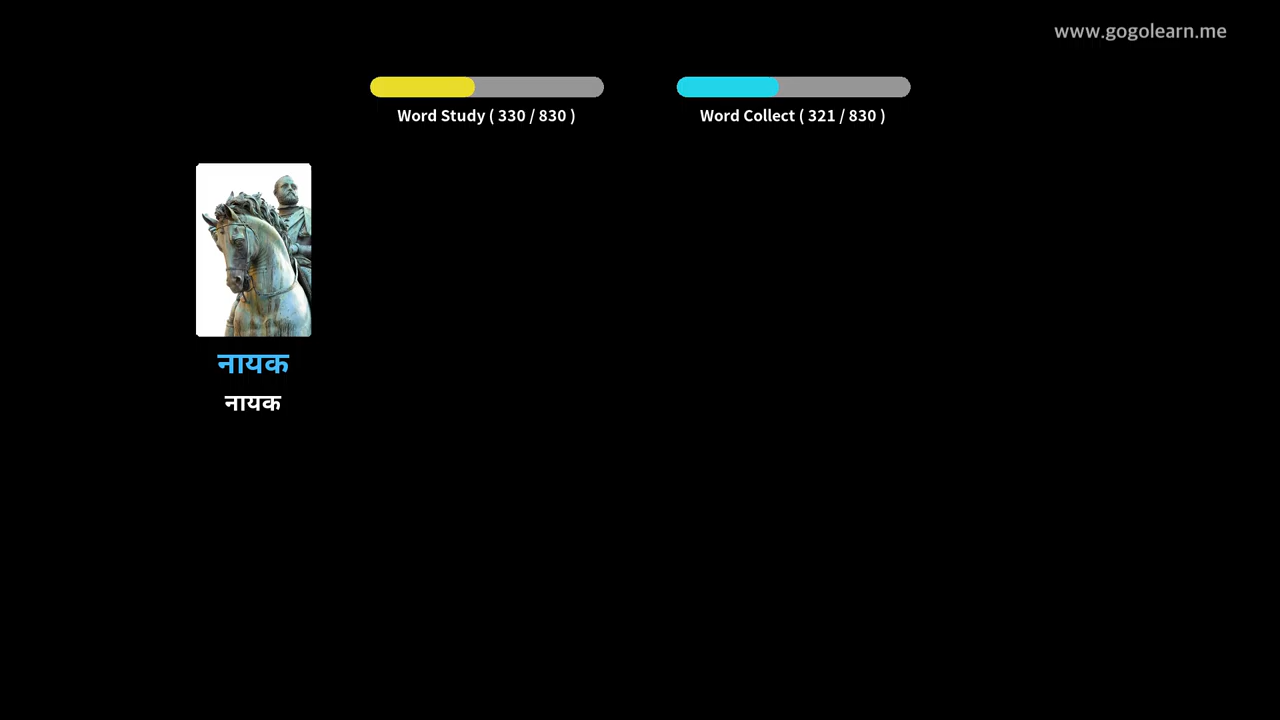 www.gogolearn.me
Word Study ( 330 / 830 )
Word Collect ( 321 / 830 )
नायक
नायक